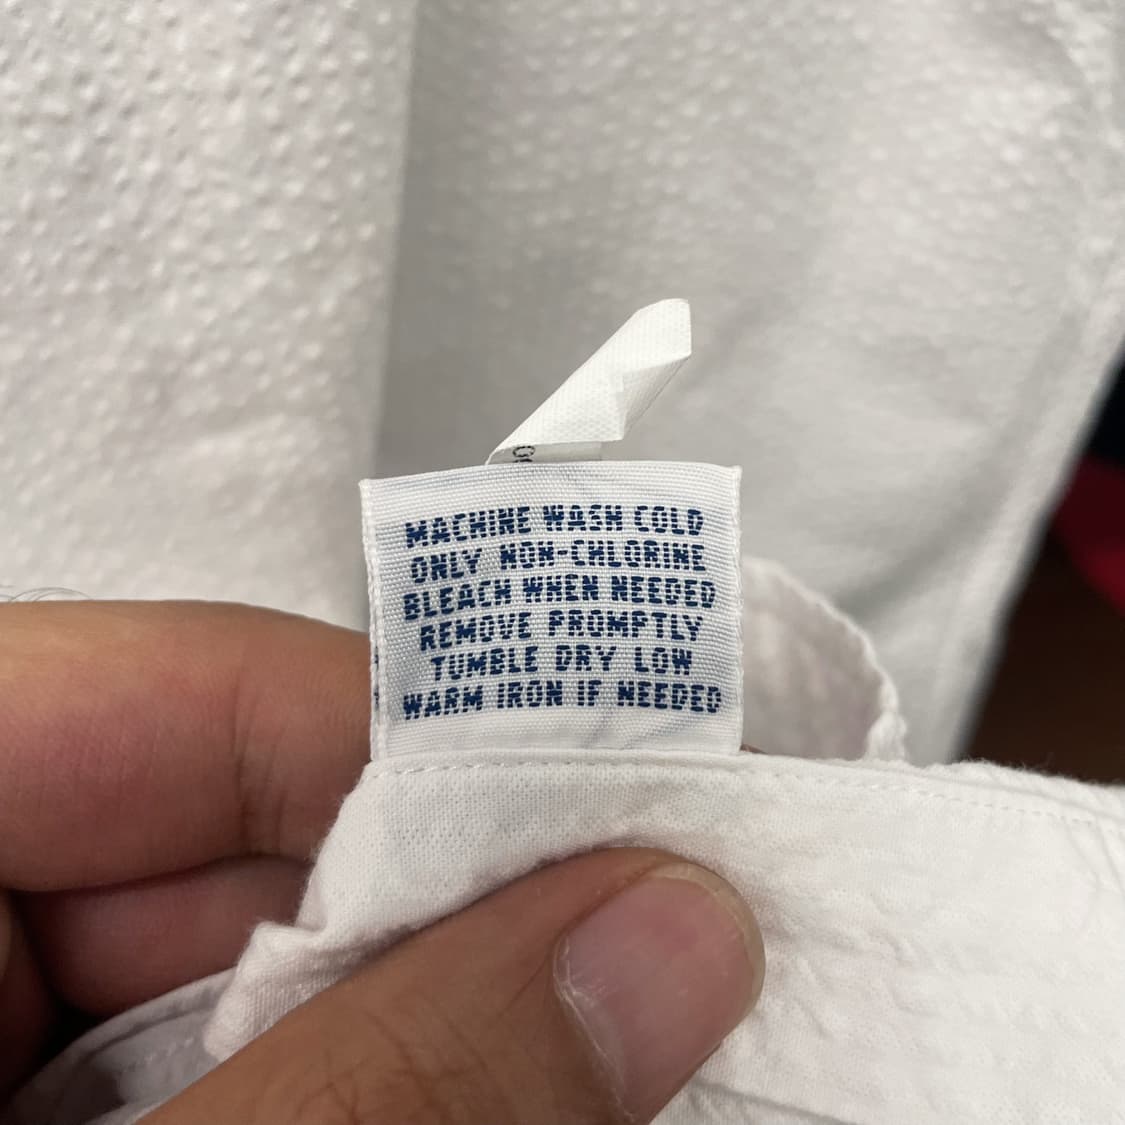 MACHINE WASH COLD
ONLY NON-CHLORINE
BLEACH WHEN NEEDED
REMOVE PROMPTLY
TUMBLE DRY LOW
WARM IRON IF NEEDED